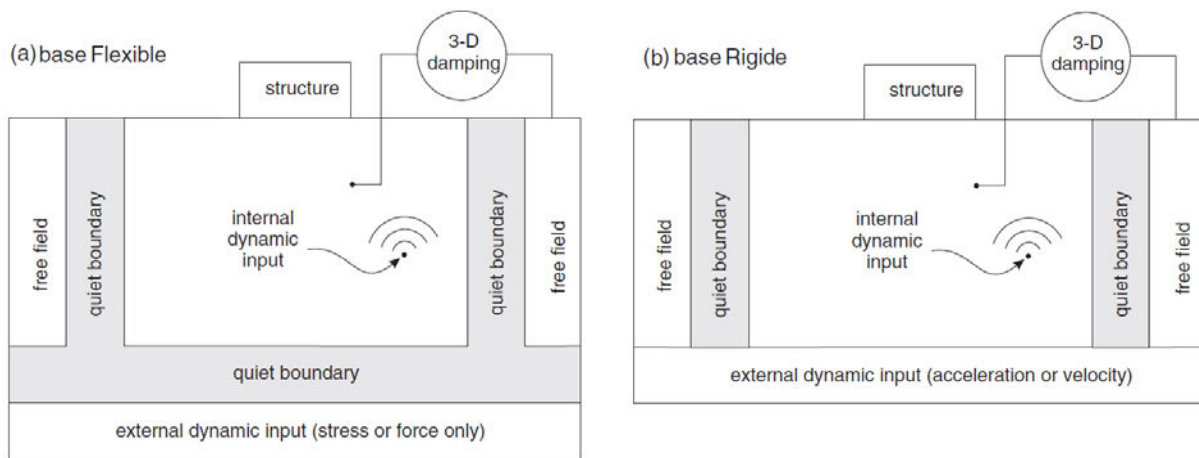 (a) base Flexible
3-D
damping
structure
free field
quiet boundary
internal
dynamic
input
quiet boundary
free field
quiet boundary
external dynamic input (stress or force only)
(b) base Rigide
3-D
damping
structure
free field
quiet boundary
internal
dynamic
input
quiet boundary
free field
external dynamic input (acceleration or velocity)